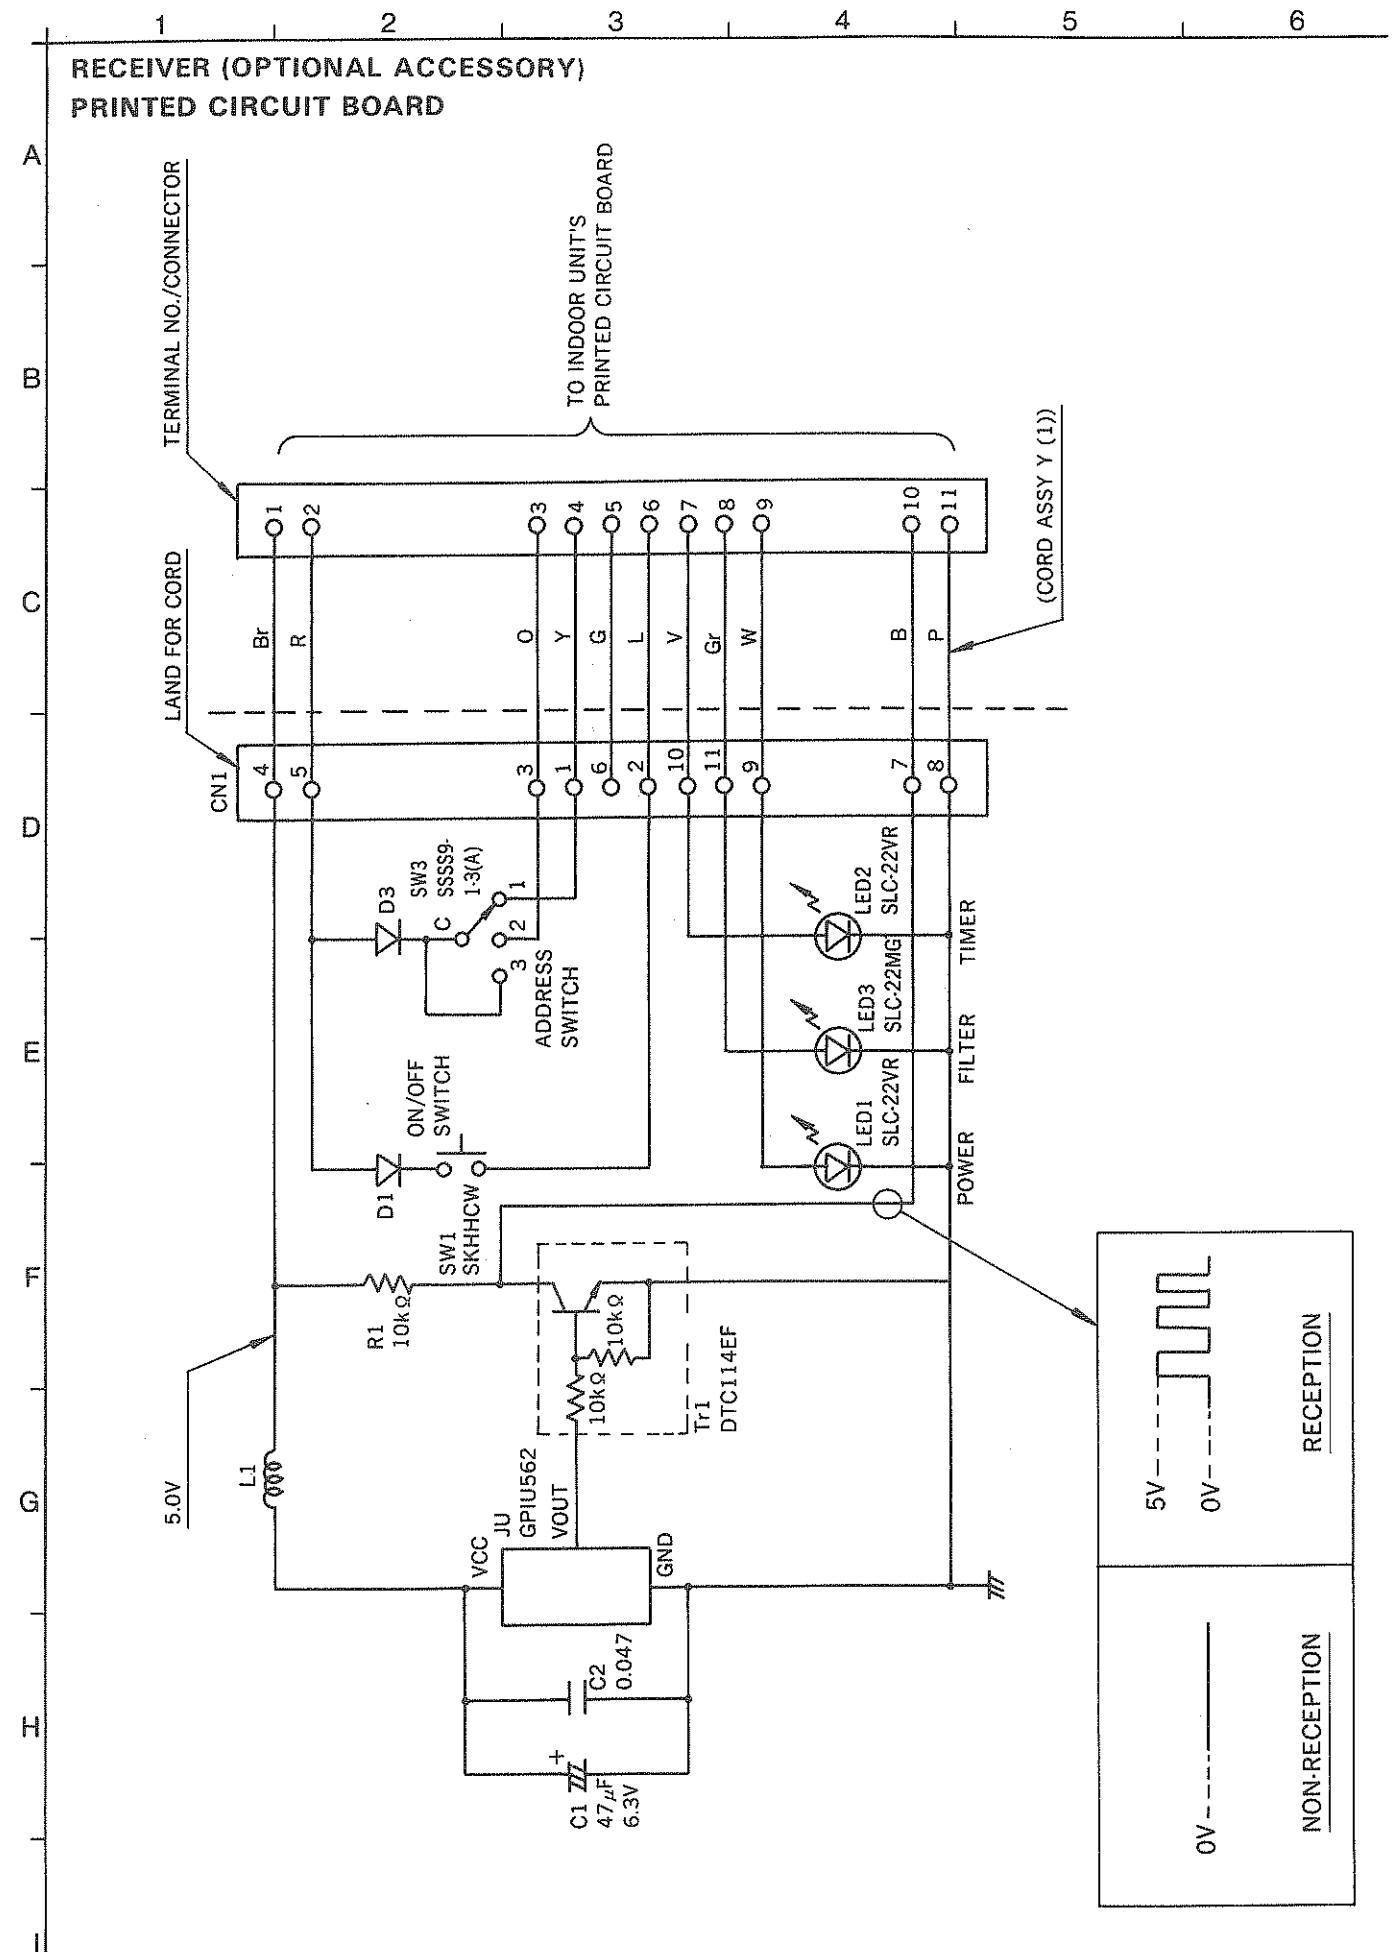 1 2 3 4 5 6
RECEIVER (OPTIONAL ACCESSORY)
PRINTED CIRCUIT BOARD
A
B
C
D
E
F
G
H
I
TERMINAL NO./CONNECTOR
TO INDOOR UNIT'S
PRINTED CIRCUIT BOARD
(CORD ASSY Y (1))
LAND FOR CORD
1
2
3
4
5
6
7
8
9
10
11
Br
R
O
Y
G
L
V
Gr
W
B
P
CN1
4
5
3
1
6
2
10
11
9
7
8
D3
SW3
SSSS9-
1-3(A)
C
1
2
3
ADDRESS
SWITCH
D1
ON/OFF
SWITCH
SW1
SKHHCW
LED2
SLC-22VR
TIMER
LED3
SLC-22MG
FILTER
LED1
SLC-22VR
POWER
R1
10kΩ
10kΩ
10kΩ
Tr1
DTC114EF
5.0V
L1
VCC
JU
GPIU562
VOUT
GND
C2
0.047
+
C1
47μF
6.3V
5V
0V
RECEPTION
0V
NON-RECEPTION